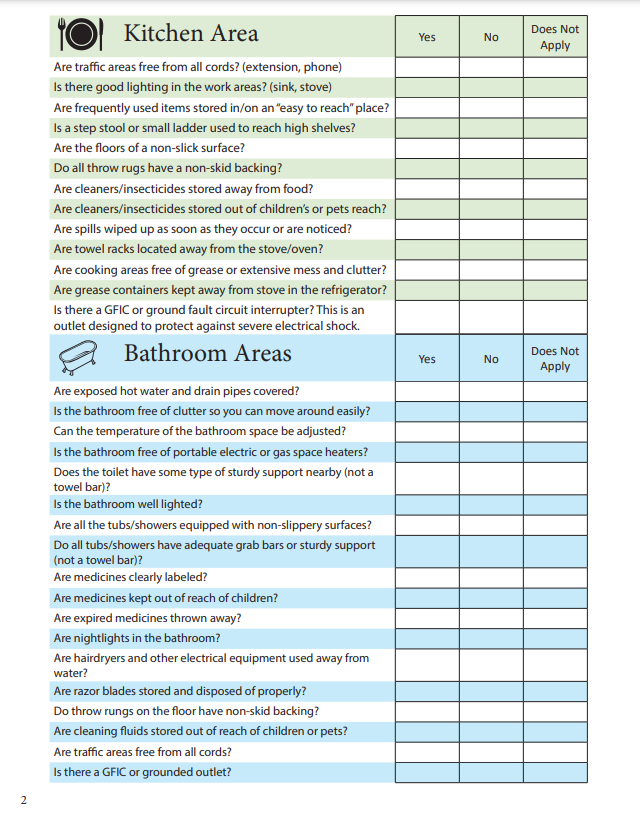 Kitchen Area
Yes
No
Does Not
Apply
Are traffic areas free from all cords? (extension, phone)
Is there good lighting in the work areas? (sink, stove)
Are frequently used items stored in/on an “easy to reach” place?
Is a step stool or small ladder used to reach high shelves?
Are the floors of a non-slick surface?
Do all throw rugs have a non-skid backing?
Are cleaners/insecticides stored away from food?
Are cleaners/insecticides stored out of children’s or pets reach?
Are spills wiped up as soon as they occur or are noticed?
Are towel racks located away from the stove/oven?
Are cooking areas free of grease or extensive mess and clutter?
Are grease containers kept away from stove in the refrigerator?
Is there a GFIC or ground fault circuit interrupter? This is an
outlet designed to protect against severe electrical shock.
Bathroom Areas
Yes
No
Does Not
Apply
Are exposed hot water and drain pipes covered?
Is the bathroom free of clutter so you can move around easily?
Can the temperature of the bathroom space be adjusted?
Is the bathroom free of portable electric or gas space heaters?
Does the toilet have some type of sturdy support nearby (not a
towel bar)?
Is the bathroom well lighted?
Are all the tubs/showers equipped with non-slippery surfaces?
Do all tubs/showers have adequate grab bars or sturdy support
(not a towel bar)?
Are medicines clearly labeled?
Are medicines kept out of reach of children?
Are expired medicines thrown away?
Are nightlights in the bathroom?
Are hairdryers and other electrical equipment used away from
water?
Are razor blades stored and disposed of properly?
Do throw rungs on the floor have non-skid backing?
Are cleaning fluids stored out of reach of children or pets?
Are traffic areas free from all cords?
Is there a GFIC or grounded outlet?
2